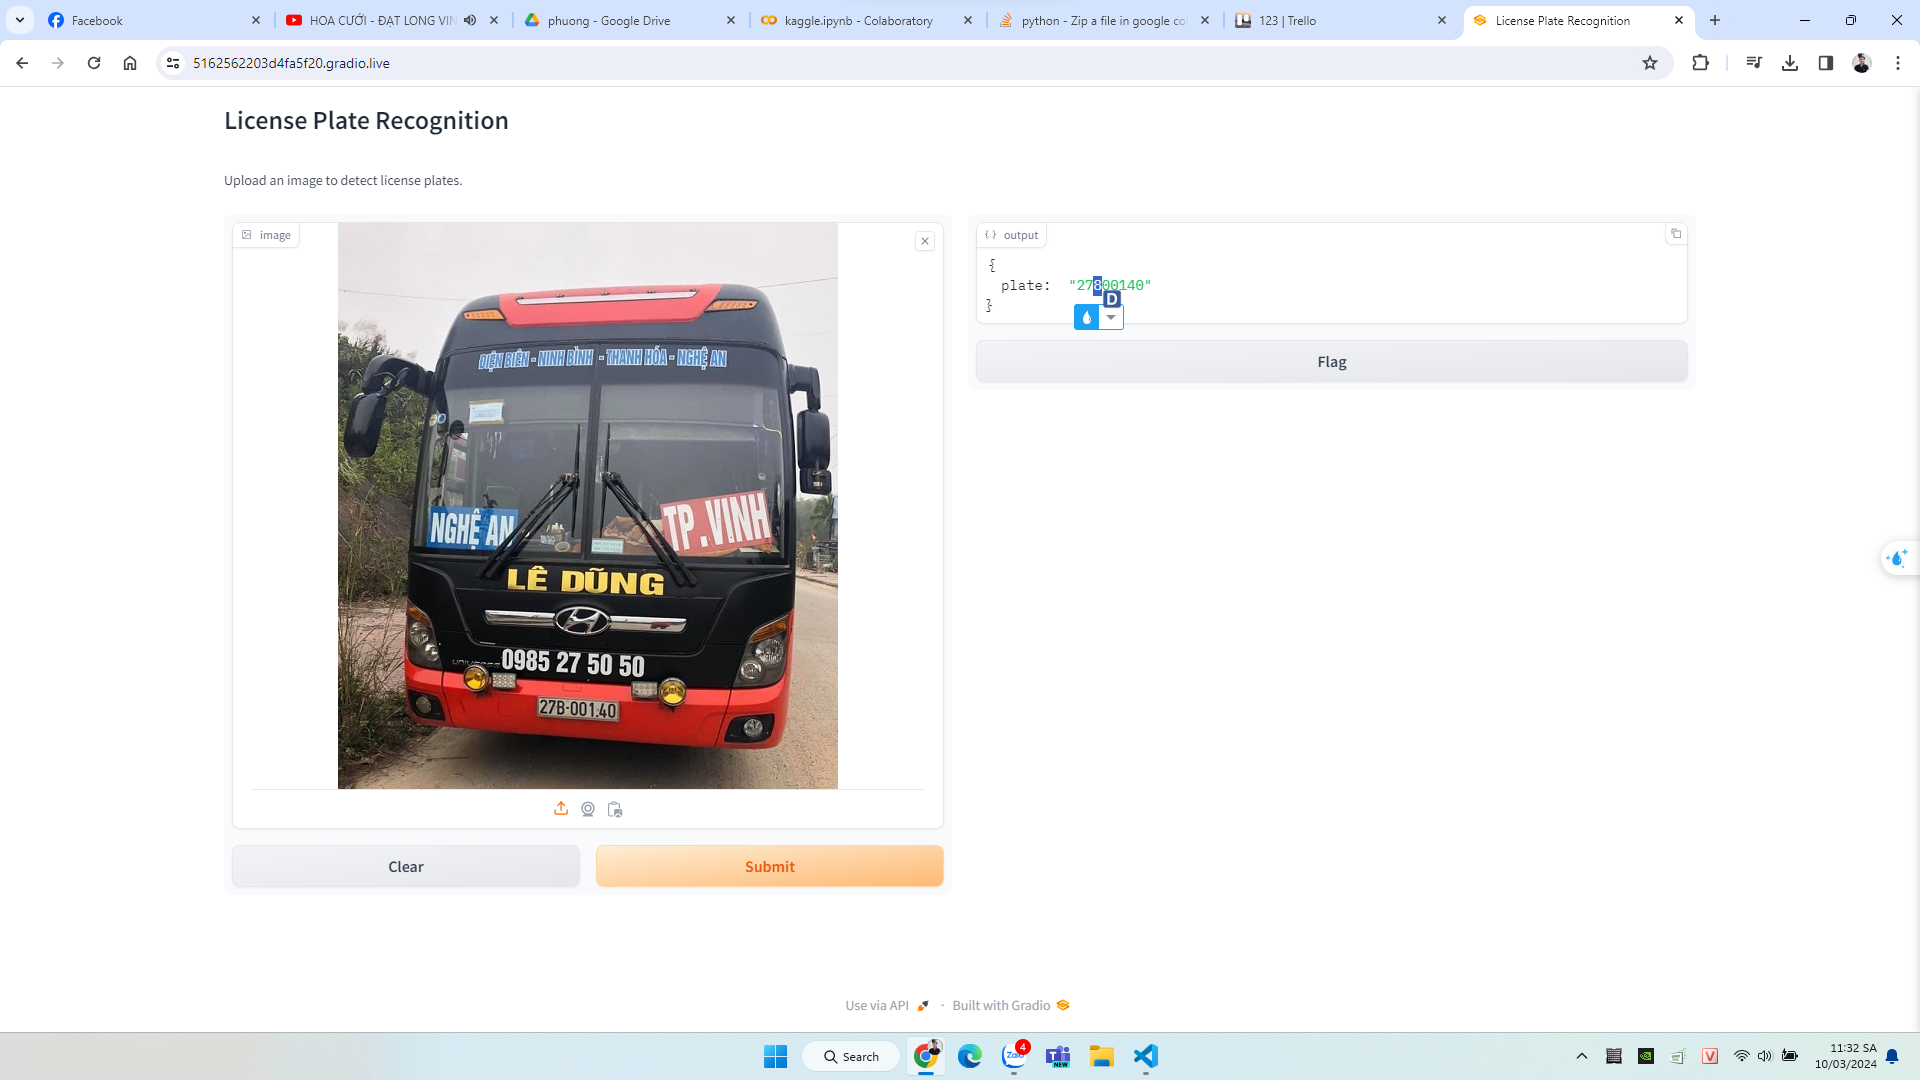 Facebook
HOA CƯỚI - ĐẠT LONG VIN
phuong - Google Drive
kaggle.ipynb - Colaboratory
python - Zip a file in google co
123 | Trello
License Plate Recognition
5162562203d4fa5f20.gradio.live
License Plate Recognition
Upload an image to detect license plates.
image
ĐIỆN BIÊN - NINH BÌNH - THANH HÓA - NGHỆ AN
NGHỆ AN
TP.VINH
LÊ DŨNG
UNIVERSE
0985 27 50 50
27B-001.40
Clear
Submit
{..} output
{
plate: "27800140"
}
D
Flag
Use via API · Built with Gradio
Search
Zalo
4
NEW
V
11:32 SA
10/03/2024